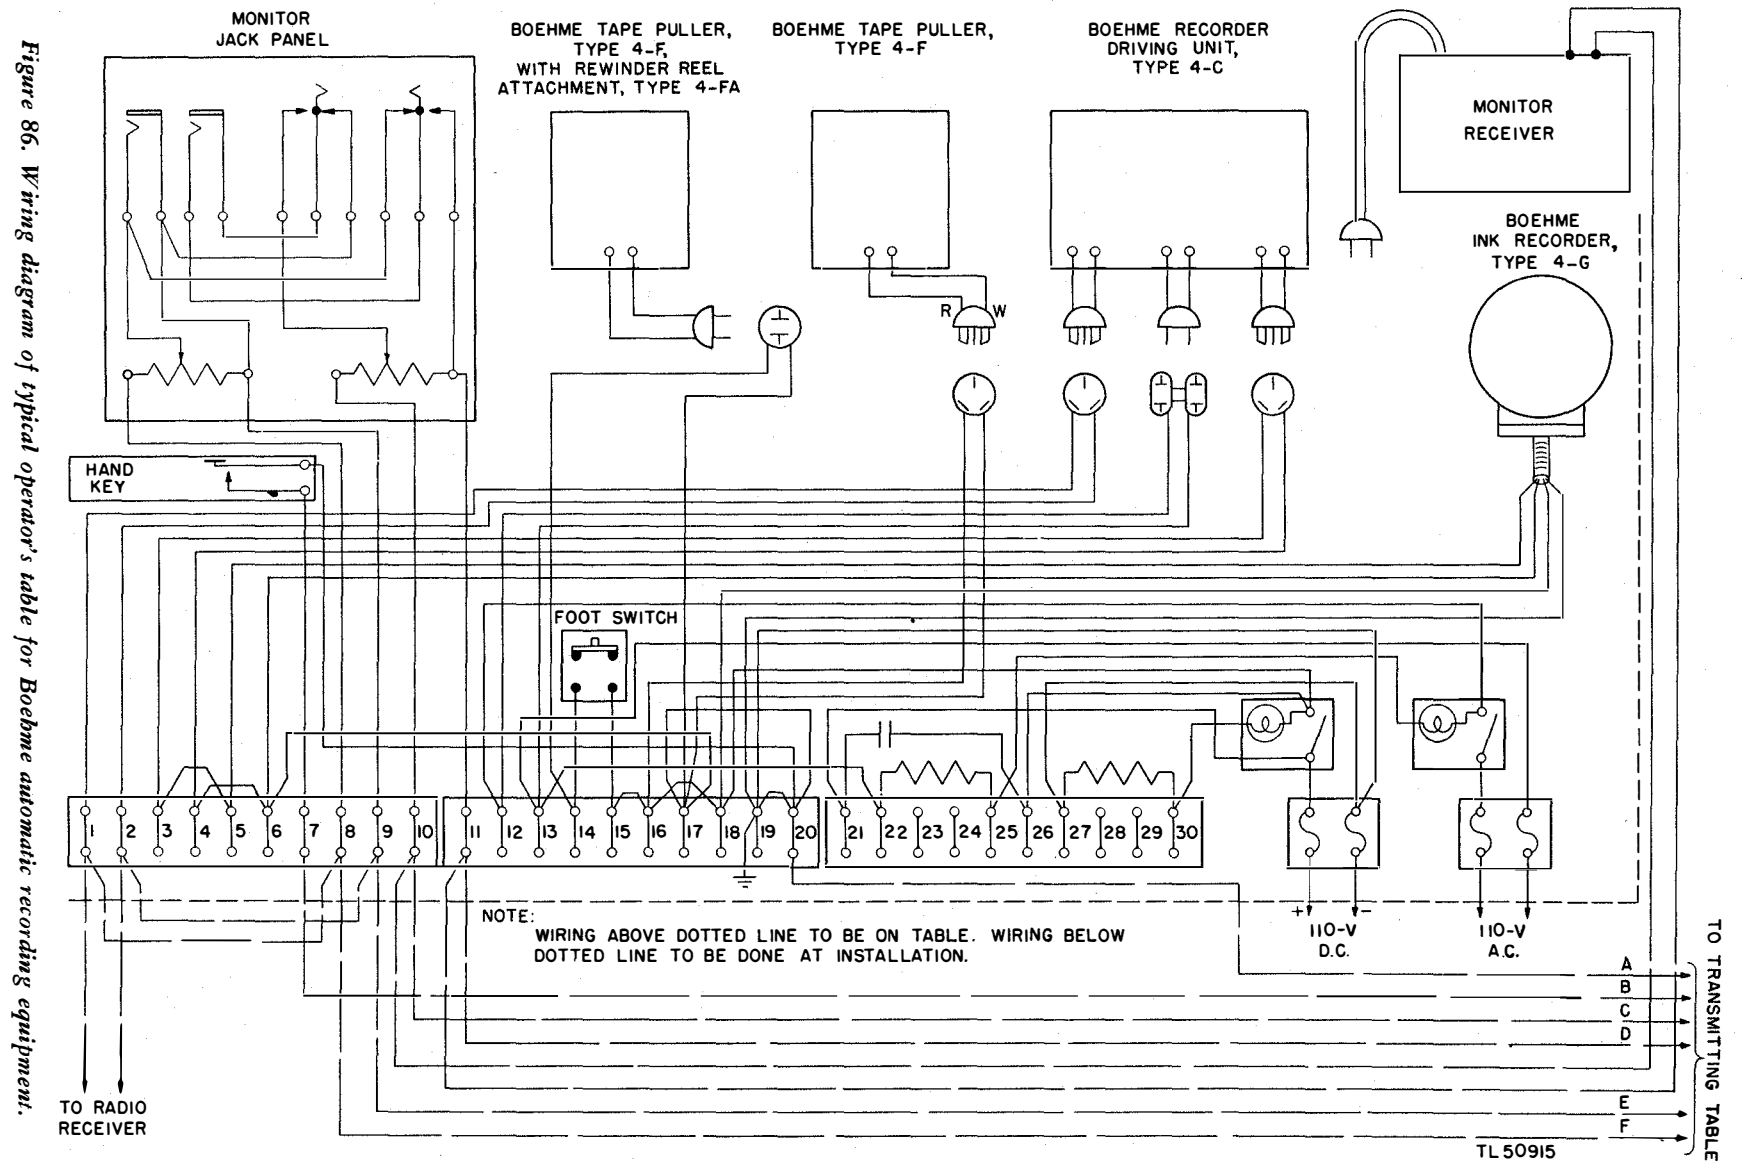 MONITOR
JACK PANEL
BOEHME TAPE PULLER,
TYPE 4-F,
WITH REWINDER REEL
ATTACHMENT, TYPE 4-FA
BOEHME TAPE PULLER,
TYPE 4-F
BOEHME RECORDER
DRIVING UNIT,
TYPE 4-C
MONITOR
RECEIVER
BOEHME
INK RECORDER,
TYPE 4-G
R W
HAND
KEY
FOOT SWITCH
1 2 3 4 5 6 7 8 9 10 11 12 13 14 15 16 17 18 19 20 21 22 23 24 25 26 27 28 29 30
NOTE:
WIRING ABOVE DOTTED LINE TO BE ON TABLE. WIRING BELOW
DOTTED LINE TO BE DONE AT INSTALLATION.
+ -
110-V
D.C.
110-V
A.C.
A
B
C
D
E
F
TO TRANSMITTING TABLE
TO RADIO
RECEIVER
TL50915
Figure 86. Wiring diagram of typical operator's table for Boehme automatic recording equipment.